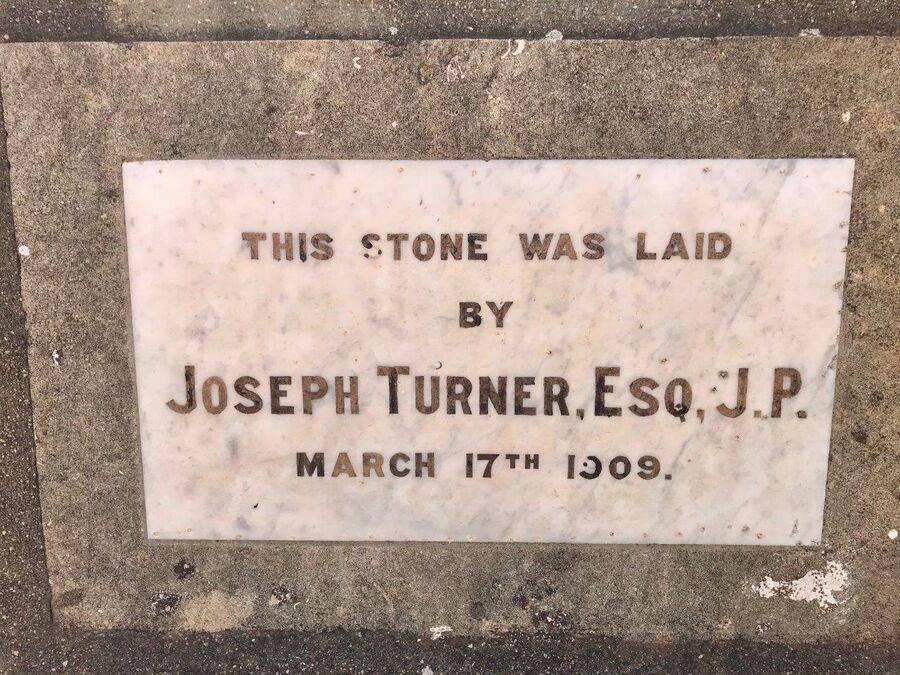 THIS STONE WAS LAID
BY
JOSEPH TURNER, ESQ, J.P.
MARCH 17TH 1909.